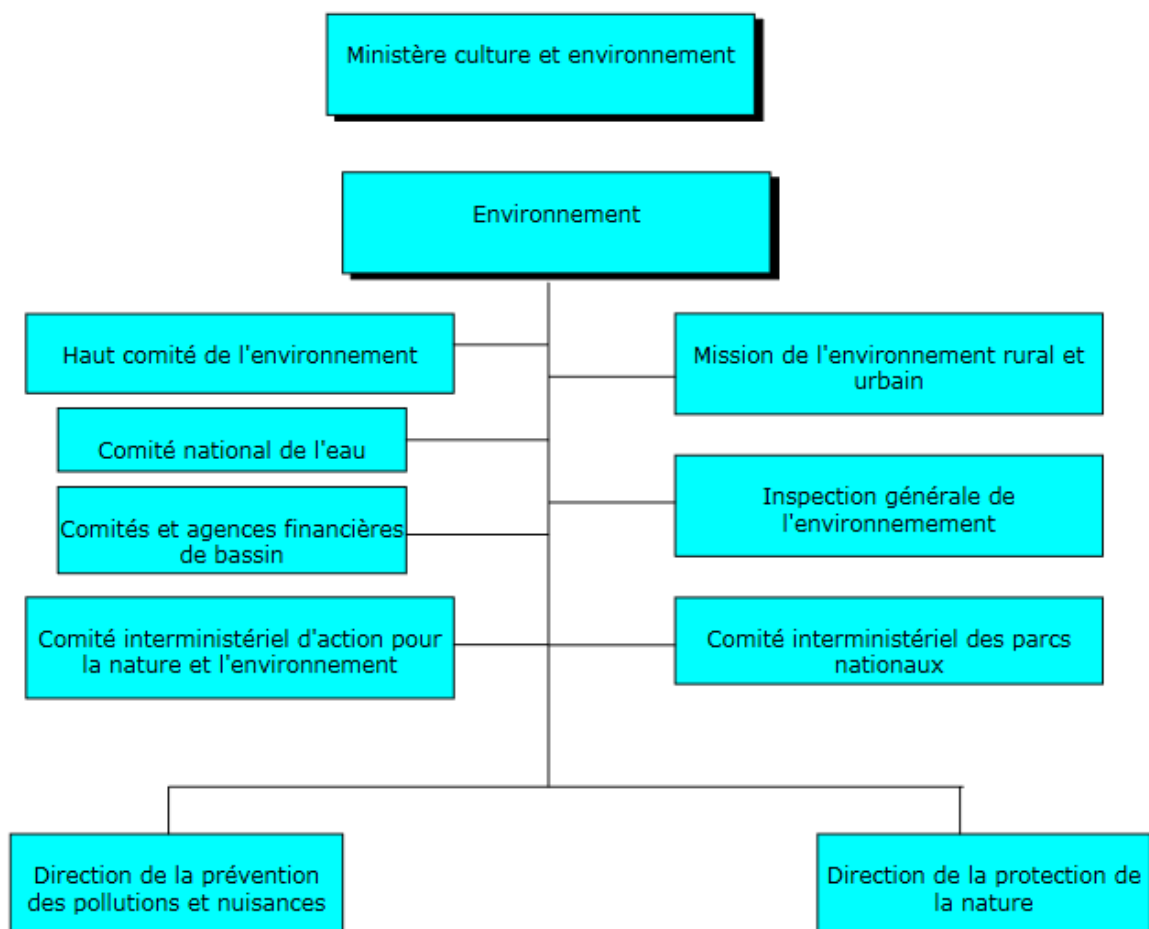 Ministère culture et environnement
Environnement
Haut comité de l'environnement
Mission de l'environnement rural et
urbain
Comité national de l'eau
Inspection générale de
l'environnemement
Comités et agences financières
de bassin
Comité interministériel d'action pour
la nature et l'environnement
Comité interministériel des parcs
nationaux
Direction de la prévention
des pollutions et nuisances
Direction de la protection de
la nature